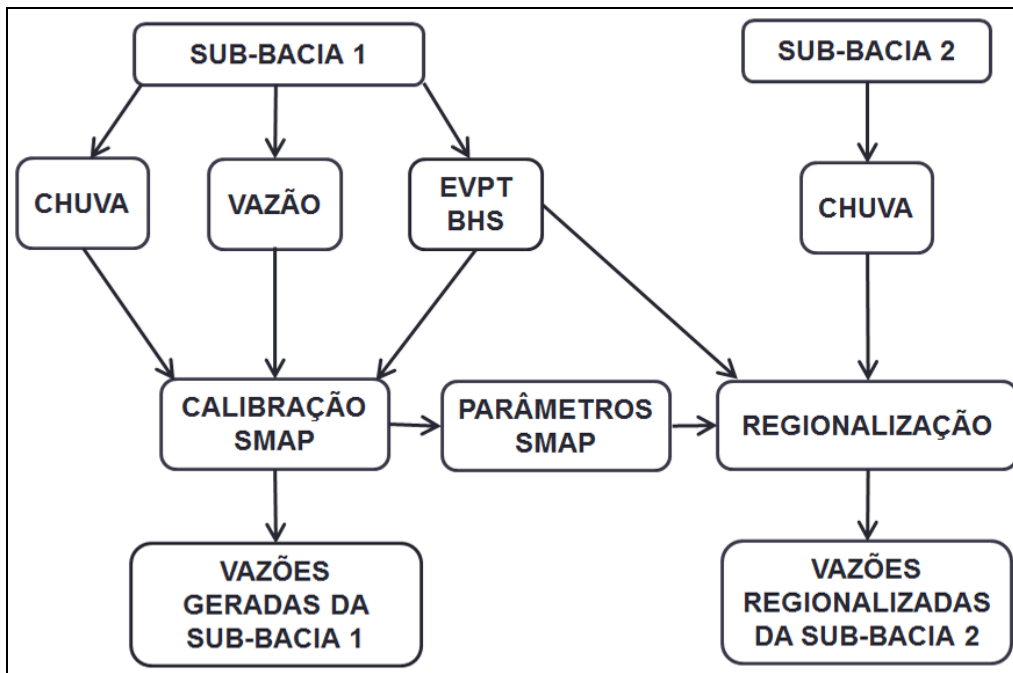 SUB-BACIA 1
SUB-BACIA 2
CHUVA
VAZÃO
EVPT
BHS
CHUVA
CALIBRAÇÃO
SMAP
PARÂMETROS
SMAP
REGIONALIZAÇÃO
VAZÕES
GERADAS DA
SUB-BACIA 1
VAZÕES
REGIONALIZADAS
DA SUB-BACIA 2